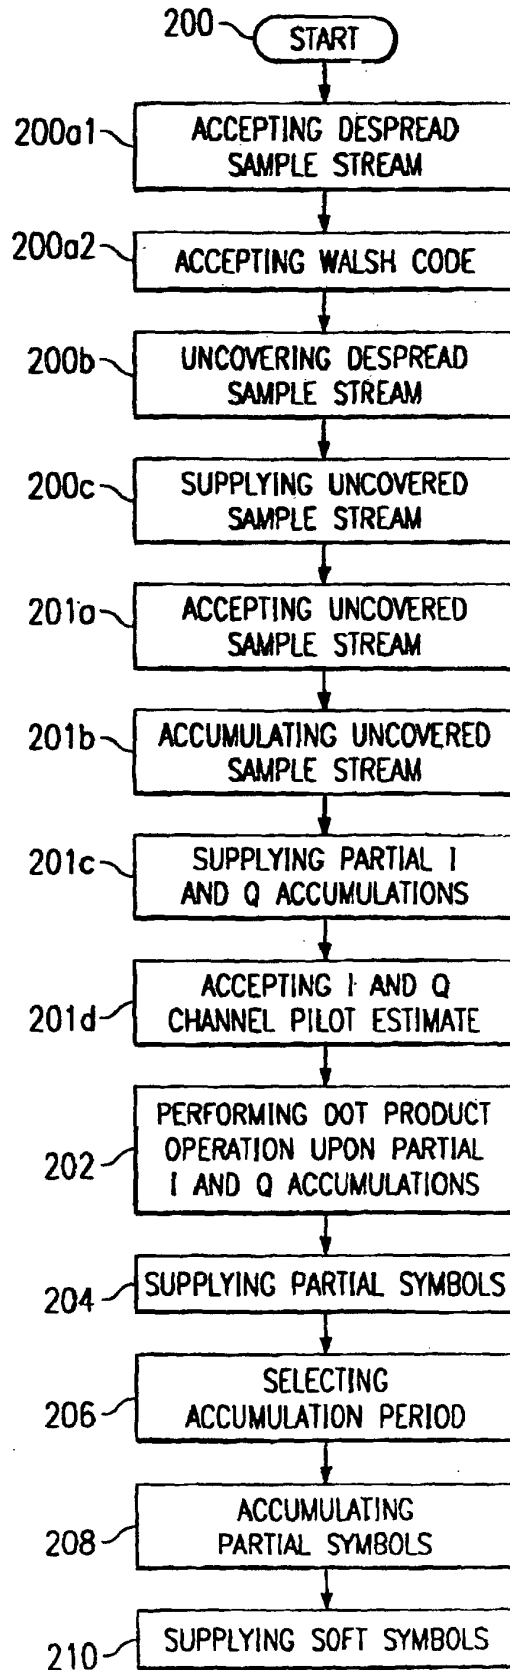 200
START
200a1
ACCEPTING DESPREAD
SAMPLE STREAM
200a2
ACCEPTING WALSH CODE
200b
UNCOVERING DESPREAD
SAMPLE STREAM
200c
SUPPLYING UNCOVERED
SAMPLE STREAM
201a
ACCEPTING UNCOVERED
SAMPLE STREAM
201b
ACCUMULATING UNCOVERED
SAMPLE STREAM
201c
SUPPLYING PARTIAL I
AND Q ACCUMULATIONS
201d
ACCEPTING I AND Q
CHANNEL PILOT ESTIMATE
202
PERFORMING DOT PRODUCT
OPERATION UPON PARTIAL
I AND Q ACCUMULATIONS
204
SUPPLYING PARTIAL SYMBOLS
206
SELECTING
ACCUMULATION PERIOD
208
ACCUMULATING
PARTIAL SYMBOLS
210
SUPPLYING SOFT SYMBOLS